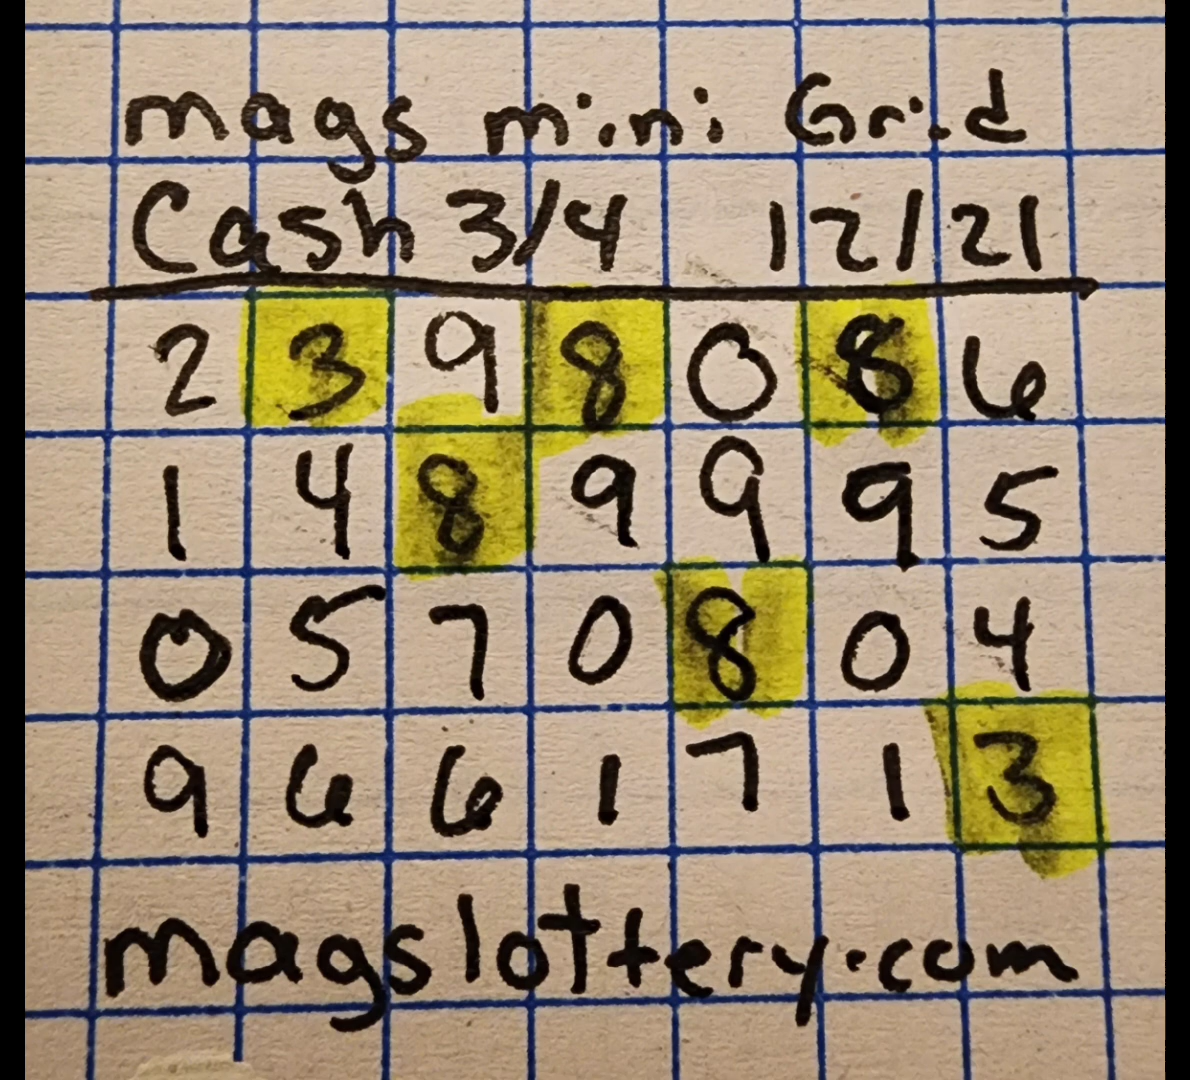 mags mini Grid
Cash 3/4 12/21
2 3 9 8 0 8 6
1 4 8 9 9 9 5
0 5 7 0 8 0 4
9 6 6 1 7 1 3
magslottery.com